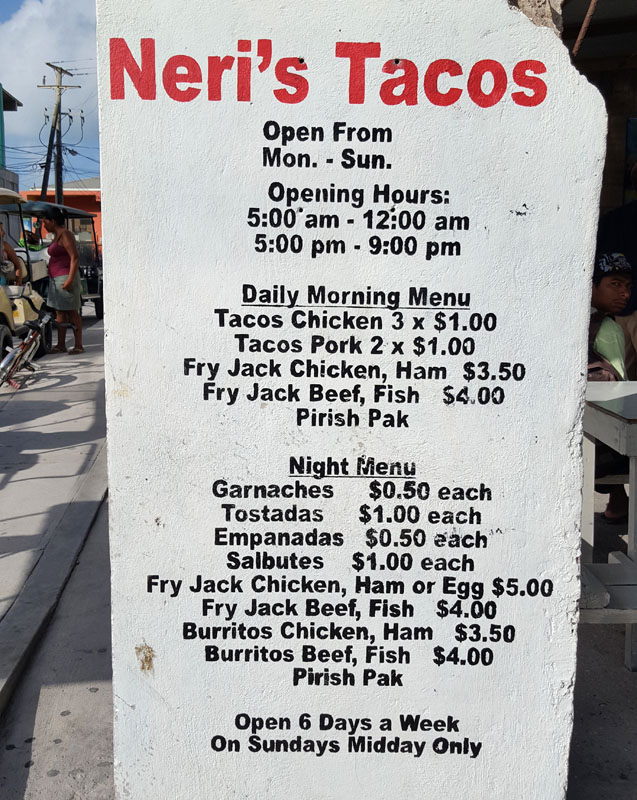 Neri's Tacos
Open From
Mon. - Sun.
Opening Hours:
5:00 am - 12:00 am
5:00 pm - 9:00 pm
Daily Morning Menu
Tacos Chicken 3 x $1.00
Tacos Pork 2 x $1.00
Fry Jack Chicken, Ham $3.50
Fry Jack Beef, Fish $4.00
Pirish Pak
Night Menu
Garnaches $0.50 each
Tostadas $1.00 each
Empanadas $0.50 each
Salbutes $1.00 each
Fry Jack Chicken, Ham or Egg $5.00
Fry Jack Beef, Fish $4.00
Burritos Chicken, Ham $3.50
Burritos Beef, Fish $4.00
Pirish Pak
Open 6 Days a Week
On Sundays Midday Only